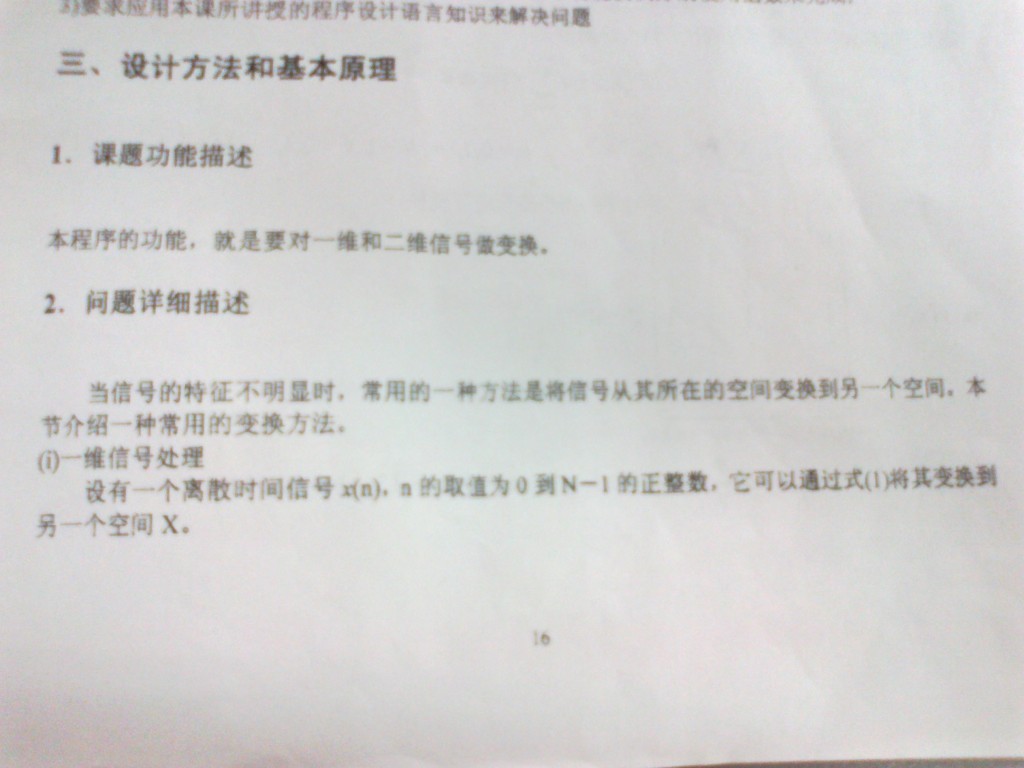 3)要求应用本课所讲授的程序设计语言知识来解决问题
三、设计方法和基本原理
1. 课题功能描述
本程序的功能，就是要对一维和二维信号做变换。
2. 问题详细描述
当信号的特征不明显时，常用的一种方法是将信号从其所在的空间变换到另一个空间。本
节介绍一种常用的变换方法。
(i)一维信号处理
设有一个离散时间信号 x(n)，n 的取值为 0 到 N－1 的正整数，它可以通过式(1)将其变换到
另一个空间 X。
16